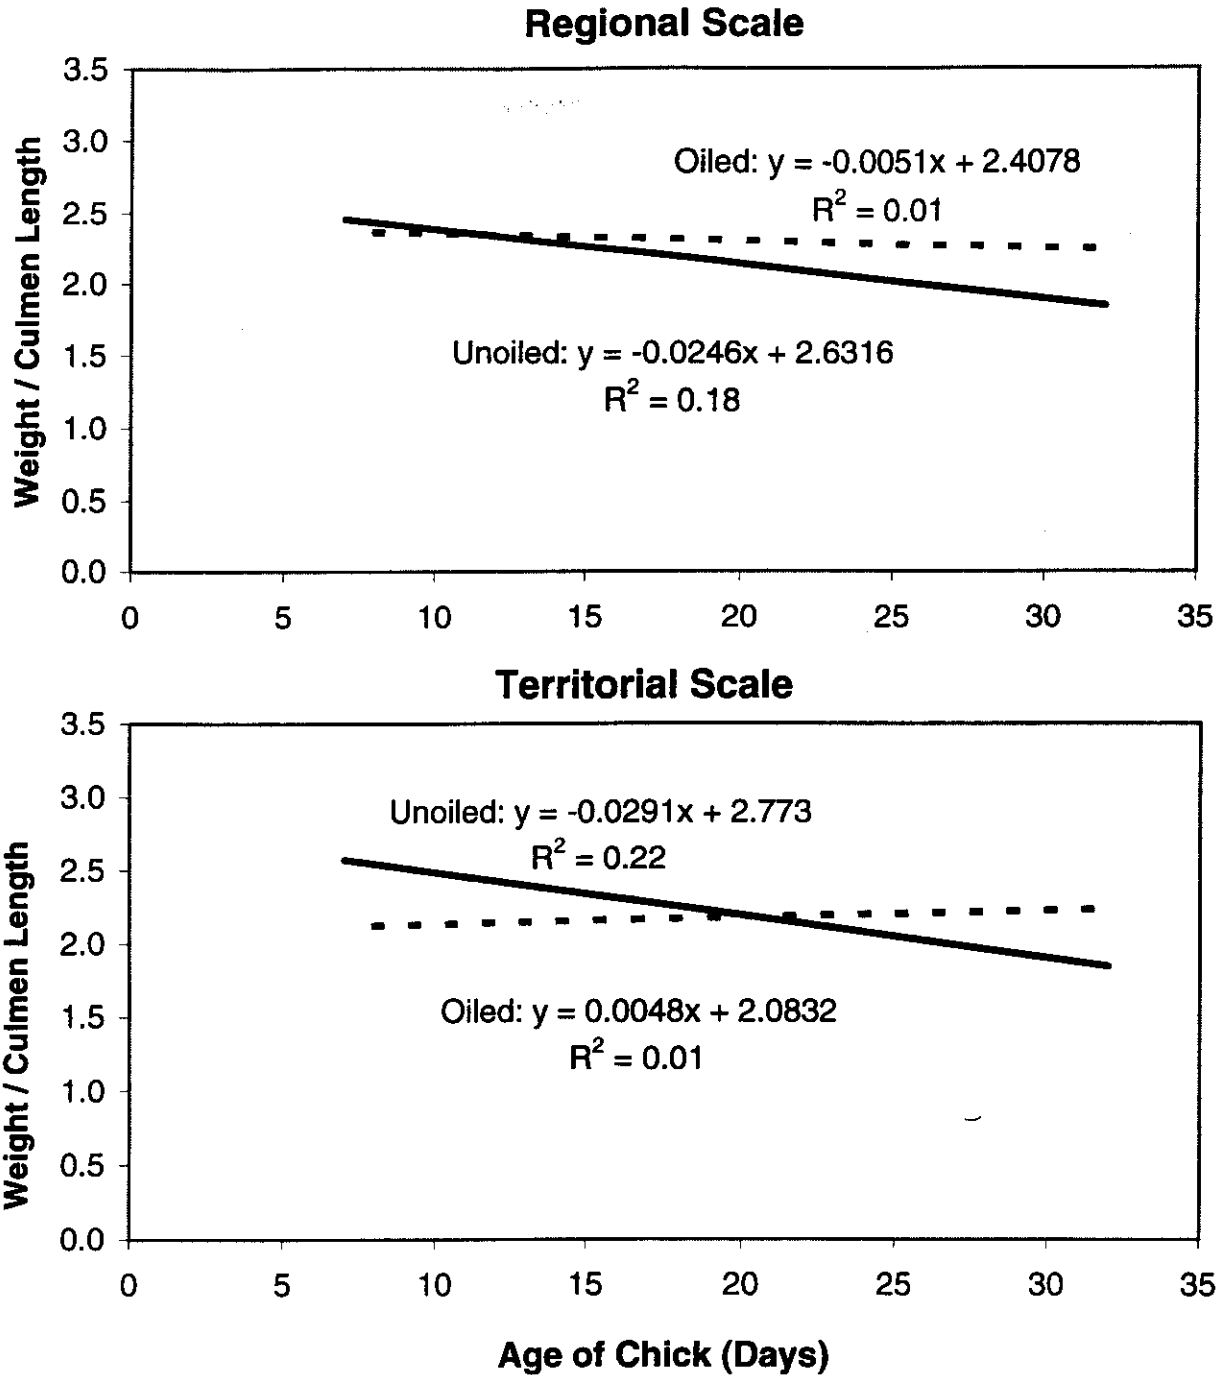 Regional Scale
3.5
3.0
2.5
2.0
1.5
1.0
0.5
0.0
Weight / Culmen Length
Oiled: y = -0.0051x + 2.4078
R² = 0.01
Unoiled: y = -0.0246x + 2.6316
R² = 0.18
0 5 10 15 20 25 30 35
Territorial Scale
3.5
3.0
2.5
2.0
1.5
1.0
0.5
0.0
Weight / Culmen Length
Unoiled: y = -0.0291x + 2.773
R² = 0.22
Oiled: y = 0.0048x + 2.0832
R² = 0.01
0 5 10 15 20 25 30 35
Age of Chick (Days)